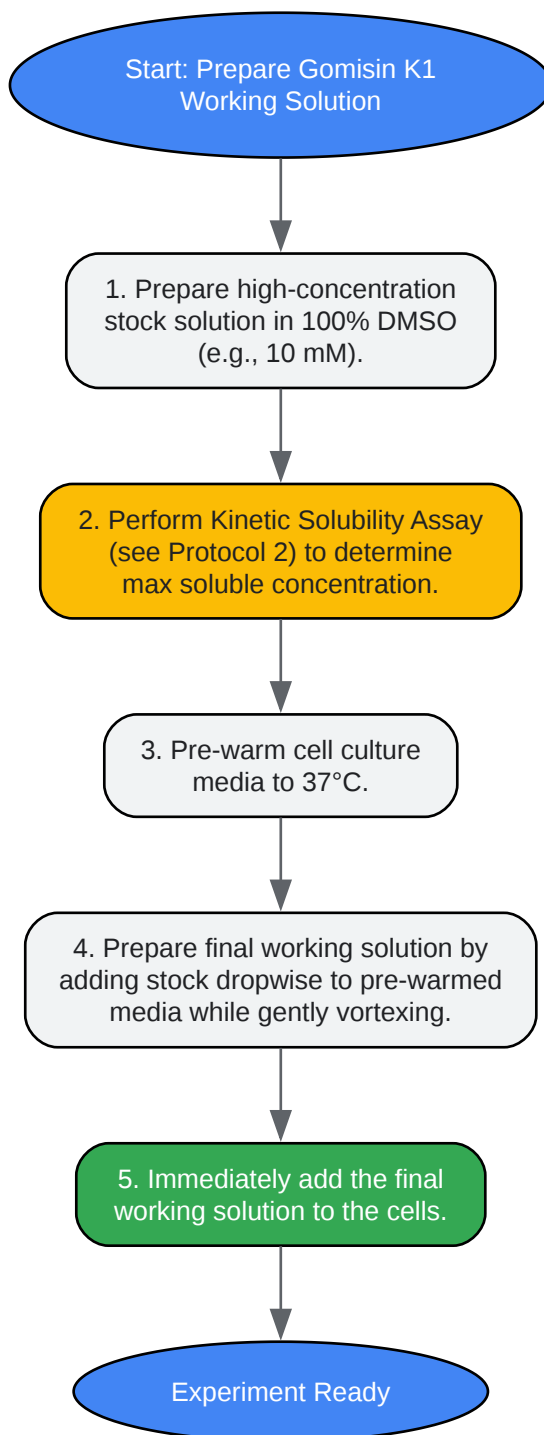 Start: Prepare Gomisin K1
Working Solution
1. Prepare high-concentration
stock solution in 100% DMSO
(e.g., 10 mM).
2. Perform Kinetic Solubility Assay
(see Protocol 2) to determine
max soluble concentration.
3. Pre-warm cell culture
media to 37°C.
4. Prepare final working solution by
adding stock dropwise to pre-warmed
media while gently vortexing.
5. Immediately add the final
working solution to the cells.
Experiment Ready